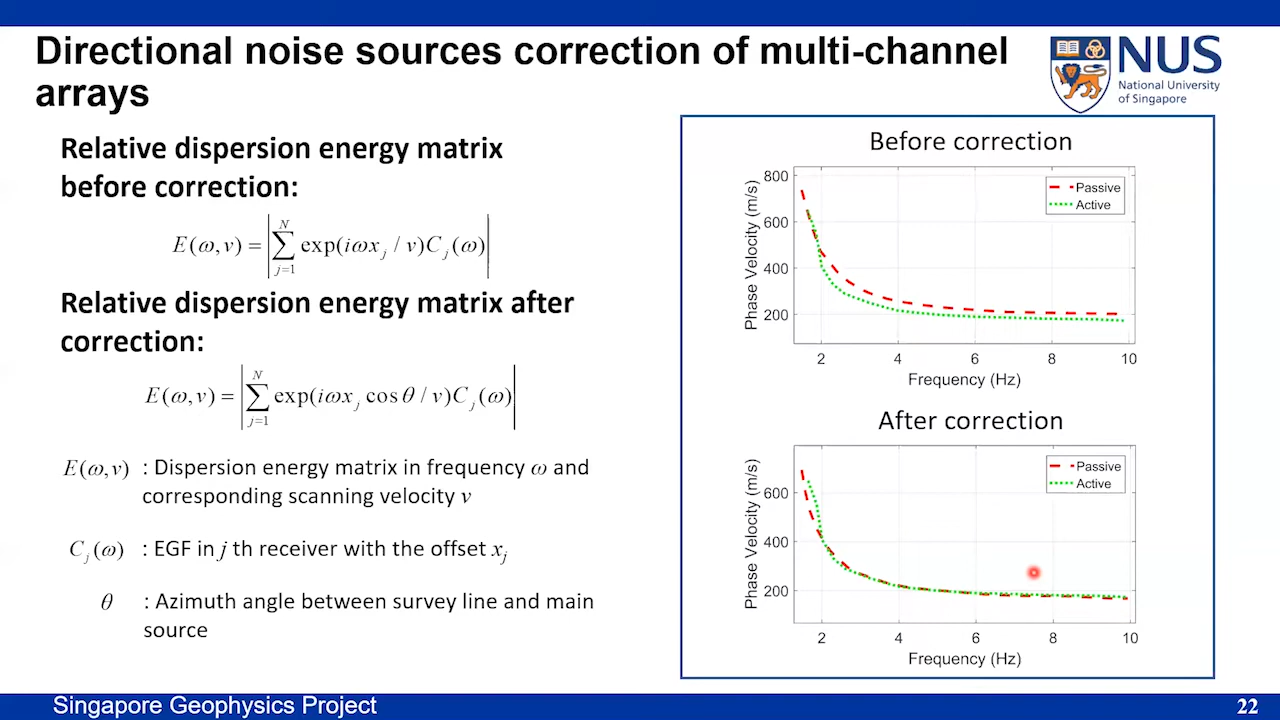 Directional noise sources correction of multi-channel
arrays
NUS
National University
of Singapore
Relative dispersion energy matrix
before correction:
E(ω, v) = |∑_{j=1}^{N} exp(iωx_j / v)C_j(ω)|
Relative dispersion energy matrix after
correction:
E(ω, v) = |∑_{j=1}^{N} exp(iωx_j cos θ / v)C_j(ω)|
E(ω, v) : Dispersion energy matrix in frequency ω and
corresponding scanning velocity v
C_j(ω) : EGF in j th receiver with the offset x_j
θ : Azimuth angle between survey line and main
source
Before correction
Phase Velocity (m/s)
800
600
400
200
Passive
Active
2 4 6 8 10
Frequency (Hz)
After correction
Phase Velocity (m/s)
600
400
200
Passive
Active
2 4 6 8 10
Frequency (Hz)
Singapore Geophysics Project
22